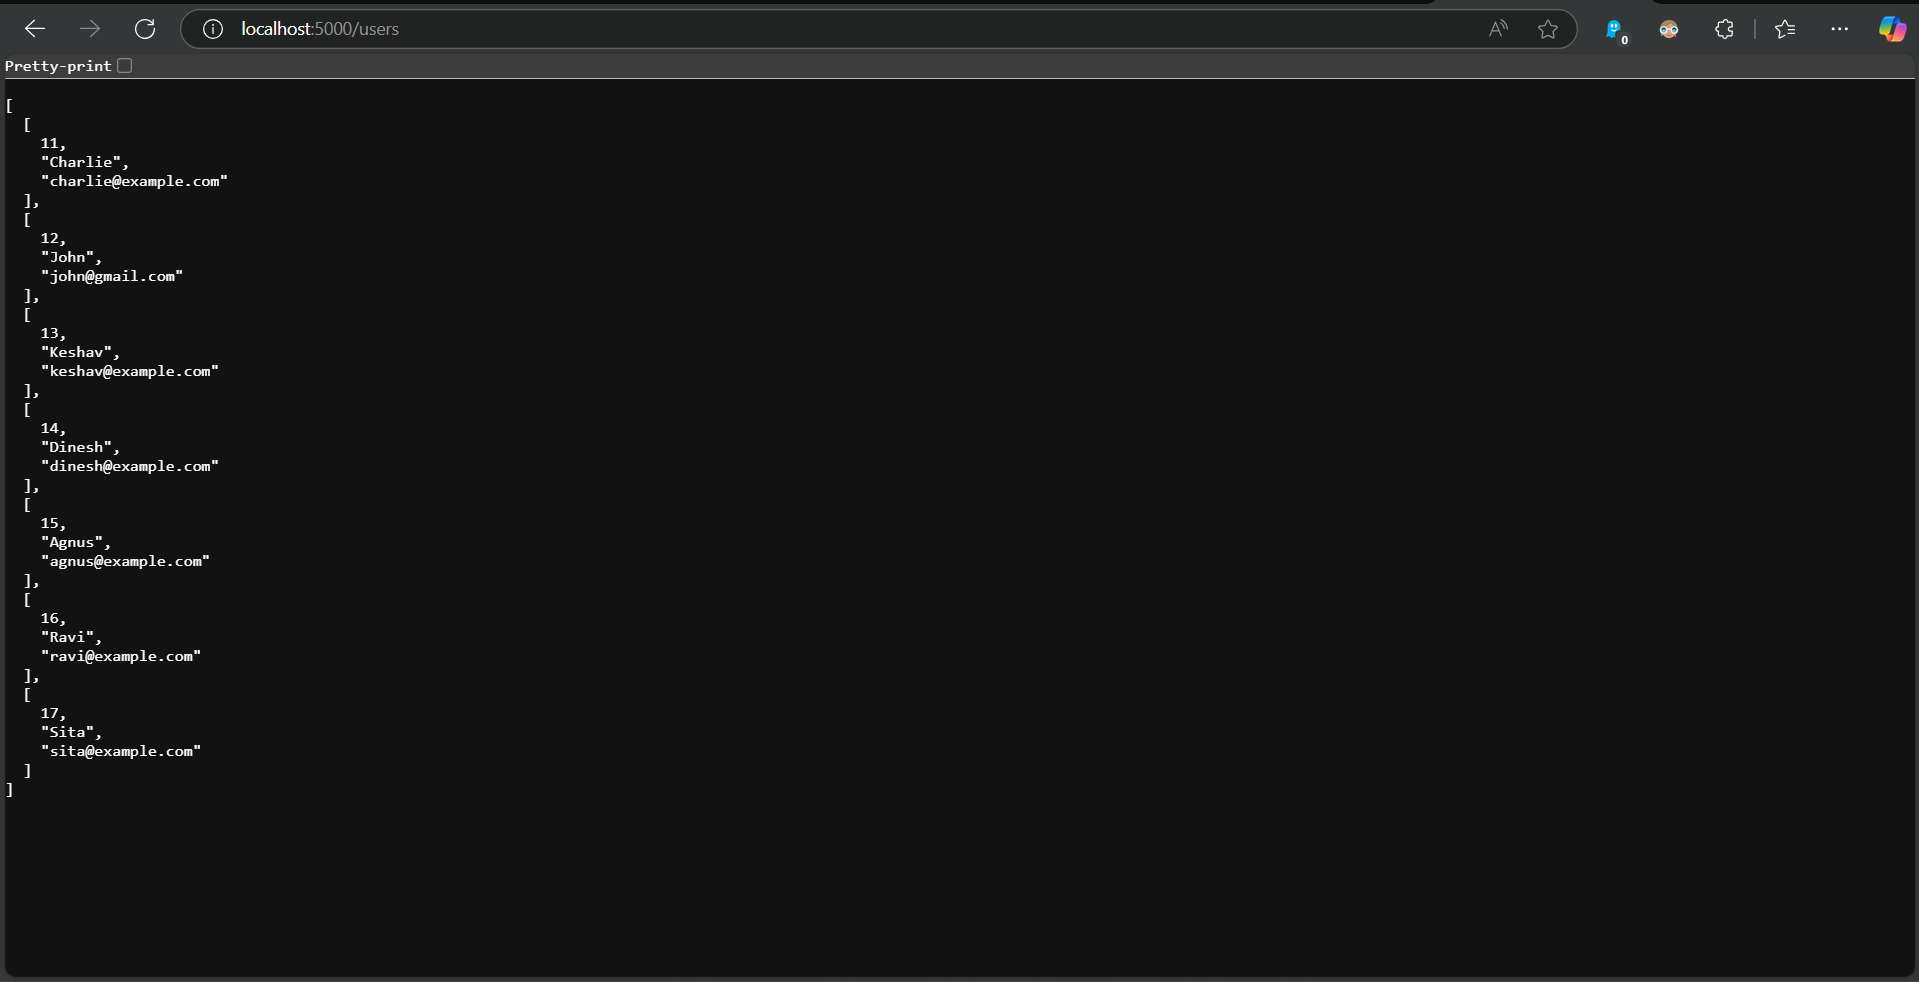 localhost:5000/users
0
Pretty-print
[
  [
    11,
    "Charlie",
    "charlie@example.com"
  ],
  [
    12,
    "John",
    "john@gmail.com"
  ],
  [
    13,
    "Keshav",
    "keshav@example.com"
  ],
  [
    14,
    "Dinesh",
    "dinesh@example.com"
  ],
  [
    15,
    "Agnus",
    "agnus@example.com"
  ],
  [
    16,
    "Ravi",
    "ravi@example.com"
  ],
  [
    17,
    "Sita",
    "sita@example.com"
  ]
]